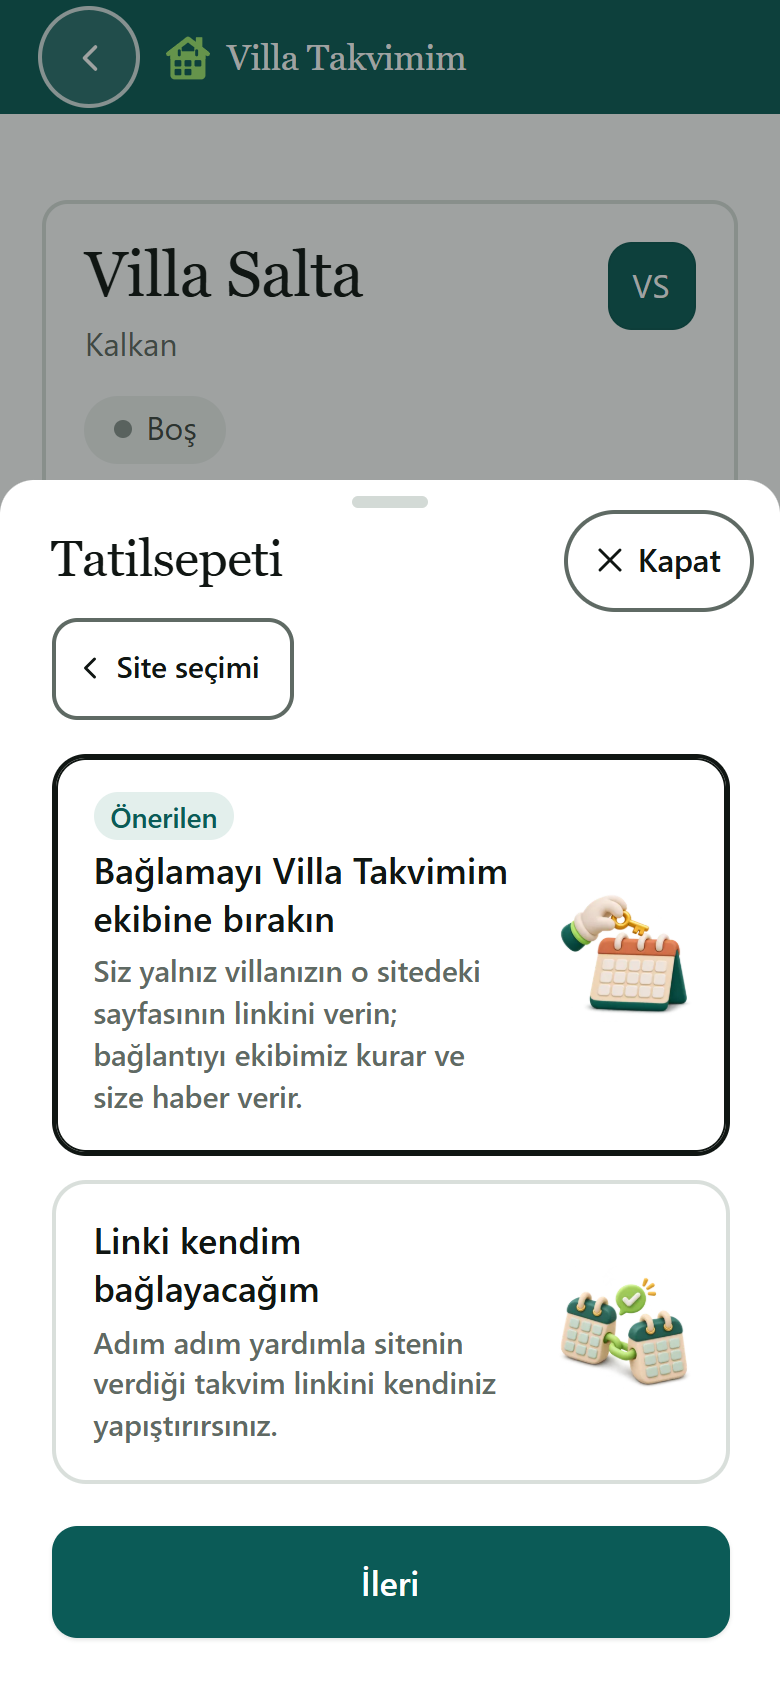 Villa Takvimim
Villa Salta
VS
Kalkan
Boş
Tatilsepeti
Kapat
Site seçimi
Önerilen
Bağlamayı Villa Takvimim
ekibine bırakın
Siz yalnız villanızın o sitedeki
sayfasının linkini verin;
bağlantıyı ekibimiz kurar ve
size haber verir.
Linki kendim
bağlayacağım
Adım adım yardımla sitenin
verdiği takvim linkini kendiniz
yapıştırırsınız.
İleri